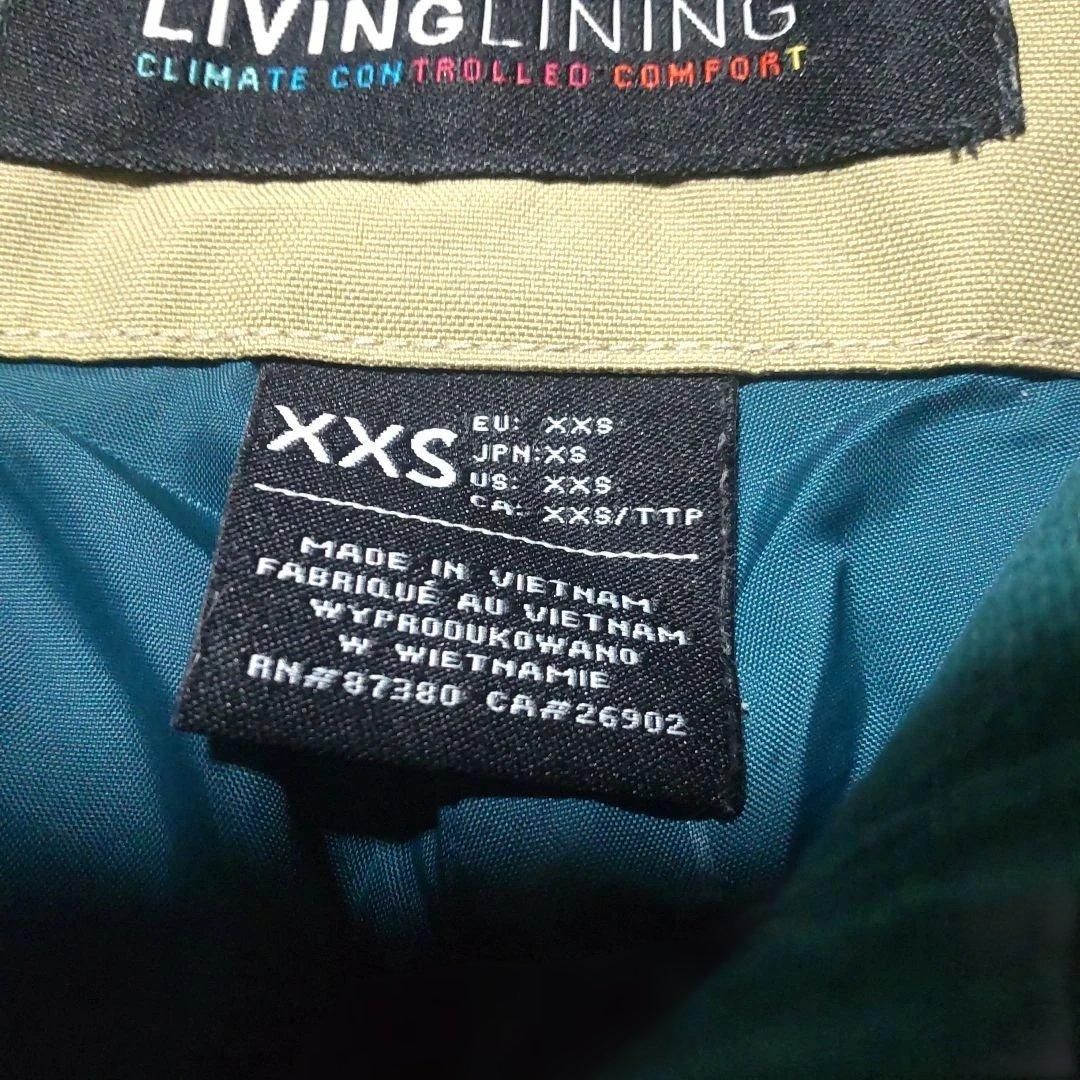 LIVINGLINING
CLIMATE CONTROLLED COMFORT
XXS
EU: XXS
JPN: XS
US: XXS
CA: XXS/TTP
MADE IN VIETNAM
FABRIQUÉ AU VIETNAM
WYPRODUKOWANO
W WIETNAMIE
RN#87380 CA#26902